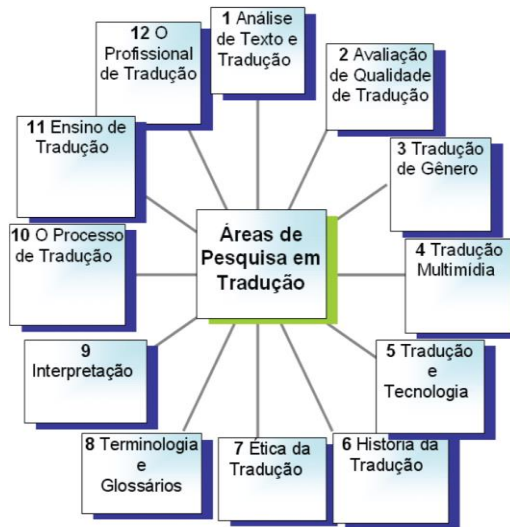 Áreas de
Pesquisa em
Tradução
1 Análise
de Texto e
Tradução
2 Avaliação
de Qualidade
de Tradução
3 Tradução
de Gênero
4 Tradução
Multimídia
5 Tradução
e
Tecnologia
6 História da
Tradução
7 Ética da
Tradução
8 Terminologia
e
Glossários
9
Interpretação
10 O Processo
de Tradução
11 Ensino de
Tradução
12 O
Profissional
de Tradução